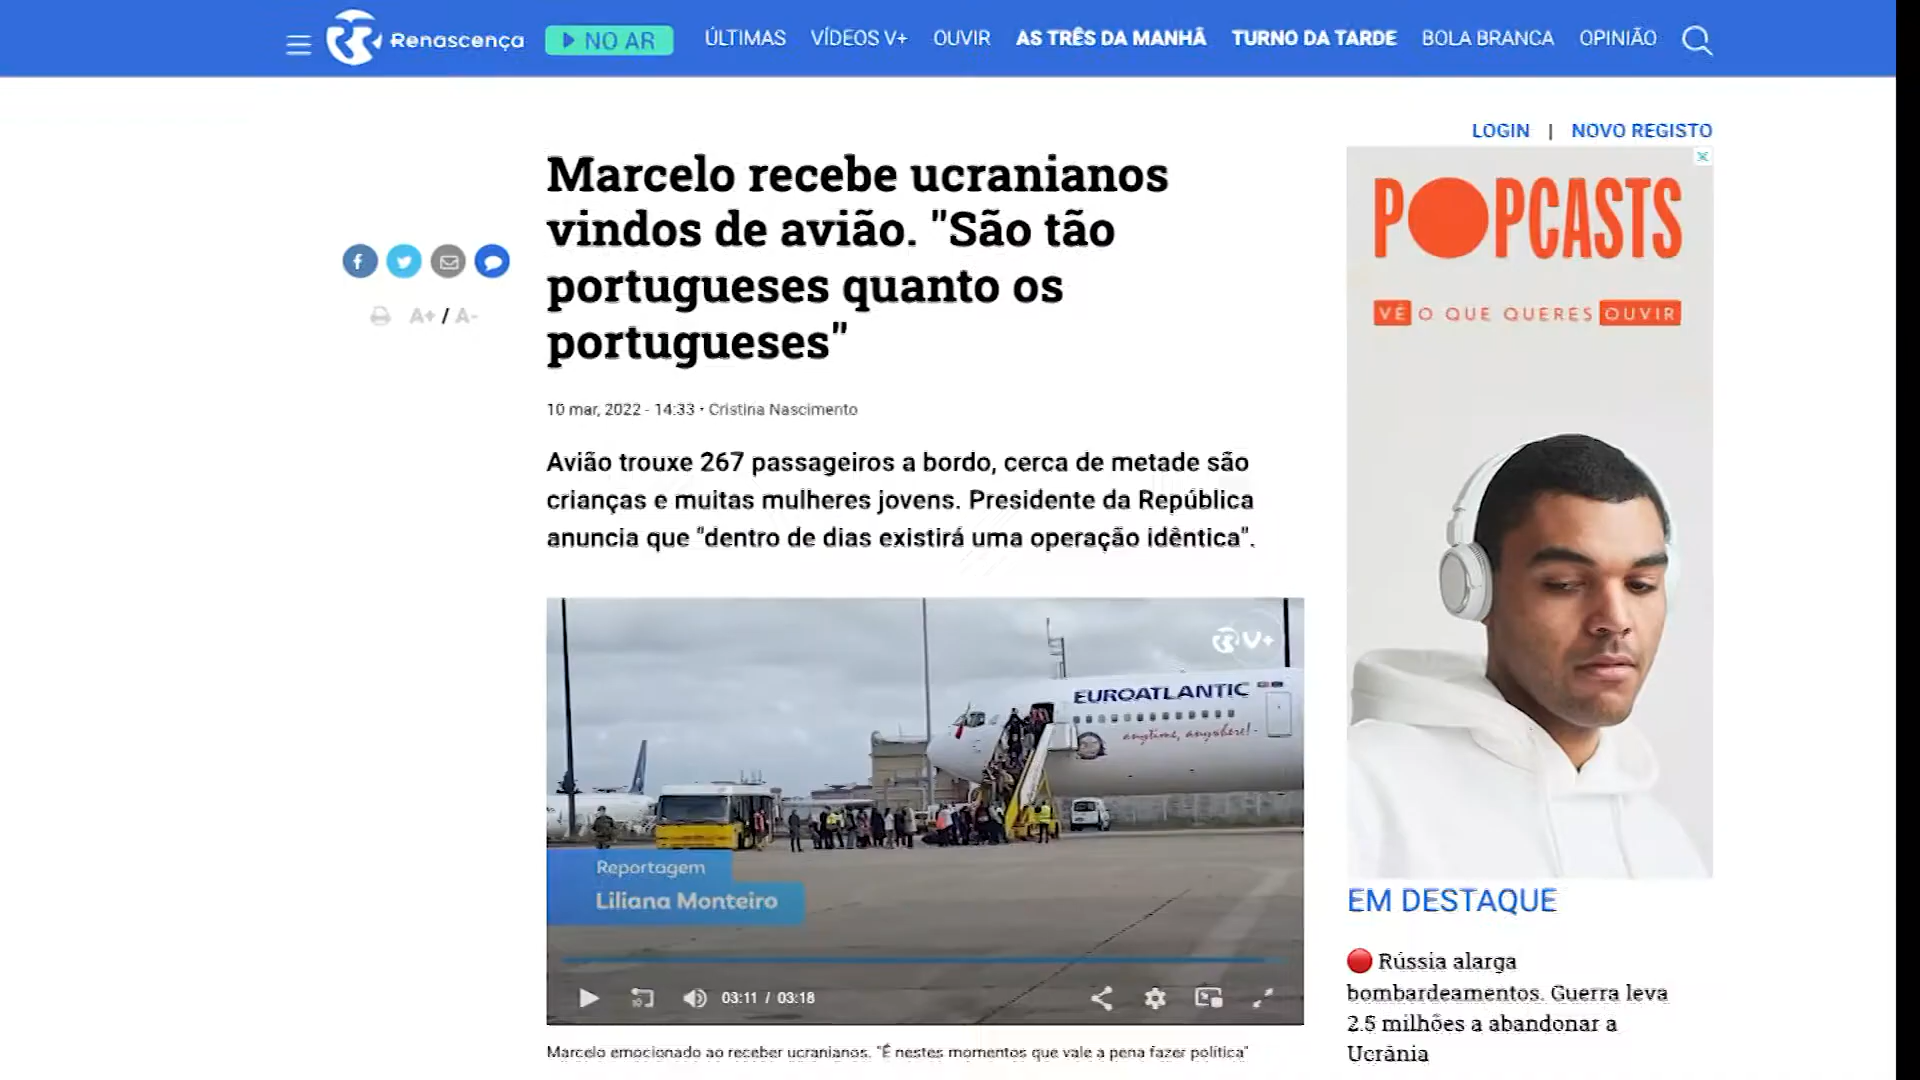 Renascença
NO AR
ÚLTIMAS
VÍDEOS V+
OUVIR
AS TRÊS DA MANHÃ
TURNO DA TARDE
BOLA BRANCA
OPINIÃO
LOGIN | NOVO REGISTO
Marcelo recebe ucranianos
vindos de avião. "São tão
portugueses quanto os
portugueses"
A+ / A-
10 mar, 2022 - 14:33 • Cristina Nascimento
Avião trouxe 267 passageiros a bordo, cerca de metade são
crianças e muitas mulheres jovens. Presidente da República
anuncia que "dentro de dias existirá uma operação idêntica".
V+
EUROATLANTIC
anytime, anywhere!
Reportagem
Liliana Monteiro
10
03:11 / 03:18
Marcelo emocionado ao receber ucranianos. "É nestes momentos que vale a pena fazer política"
POPCASTS
VÊ O QUE QUERES OUVIR
EM DESTAQUE
Rússia alarga
bombardeamentos. Guerra leva
2.5 milhões a abandonar a
Ucrânia